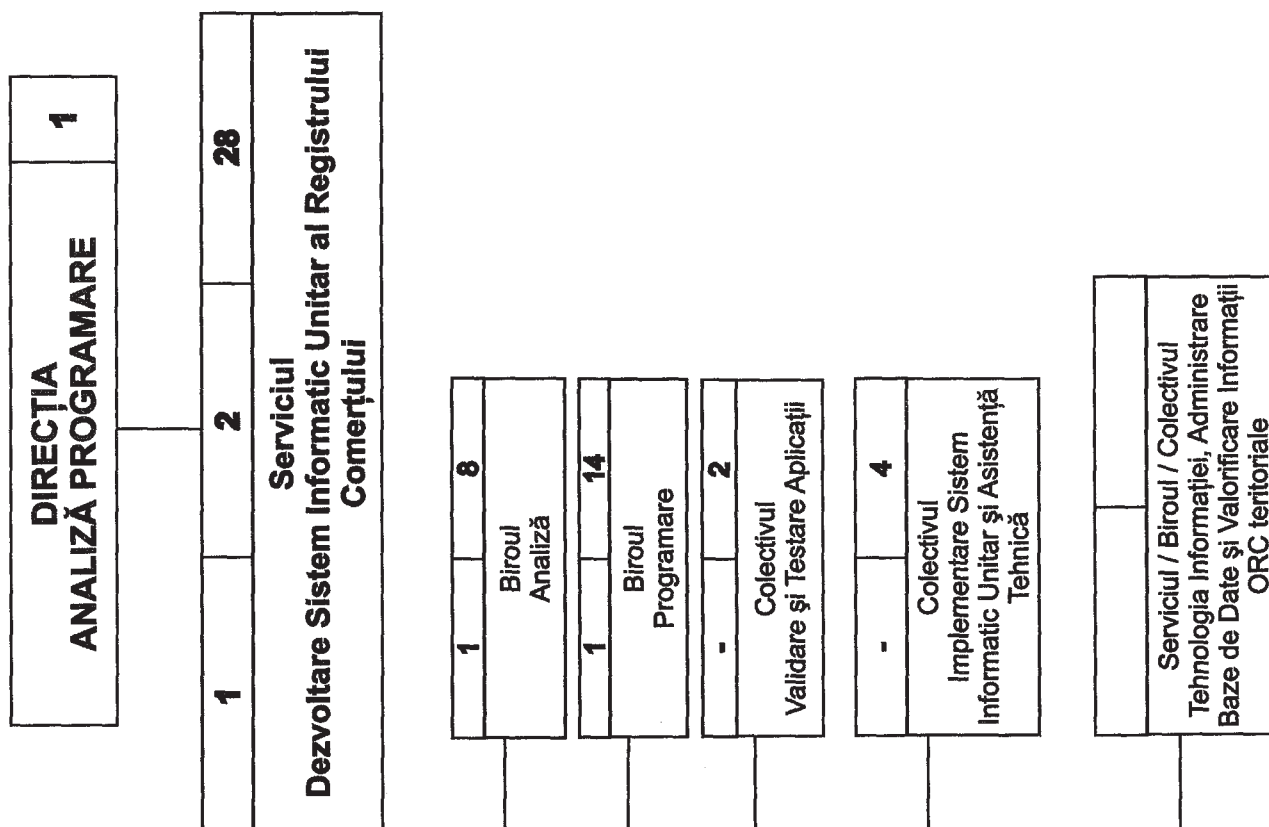 DIRECȚIA
ANALIZĂ PROGRAMARE
1
1
2
28
Serviciul
Dezvoltare Sistem Informatic Unitar al Registrului
Comerțului
1
8
Biroul
Analiză
1
14
Biroul
Programare
-
2
Colectivul
Validare și Testare Aplicații
-
4
Colectivul
Implementare Sistem
Informatic Unitar și Asistență
Tehnică
Serviciul / Biroul / Colectivul
Tehnologia Informației, Administrare
Baze de Date și Valorificare Informații
ORC teritoriale